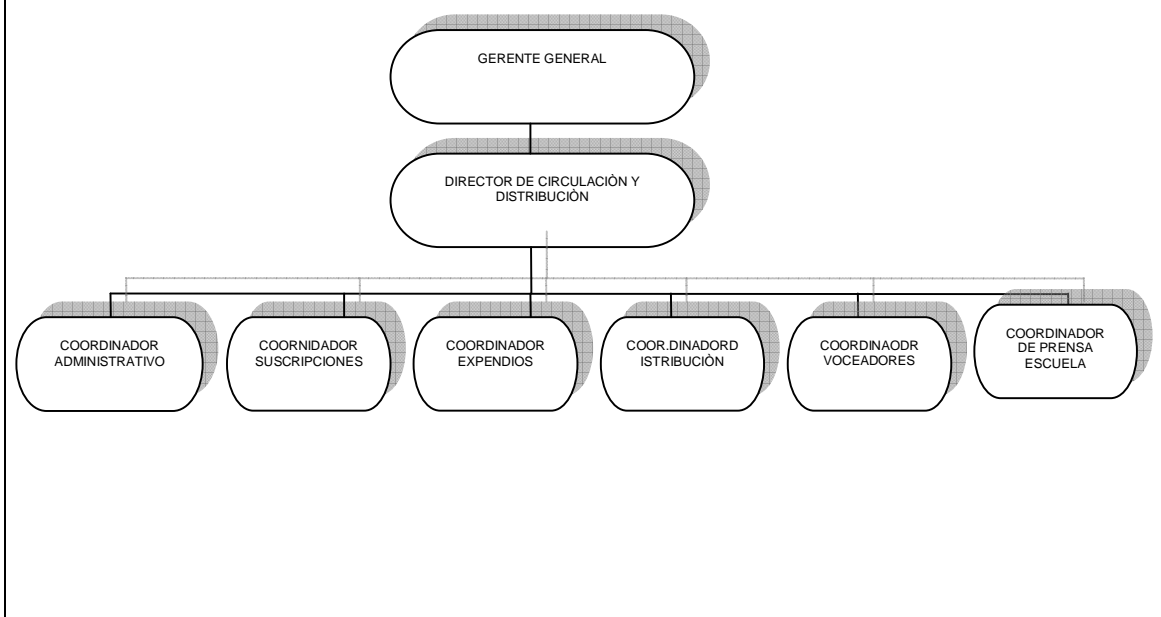 GERENTE GENERAL
DIRECTOR DE CIRCULACIÒN Y
DISTRIBUCIÒN
COORDINADOR
ADMINISTRATIVO
COORNIDADOR
SUSCRIPCIONES
COORDINADOR
EXPENDIOS
COOR.DINADORD
ISTRIBUCIÒN
COORDINAODR
VOCEADORES
COORDINADOR
DE PRENSA
ESCUELA